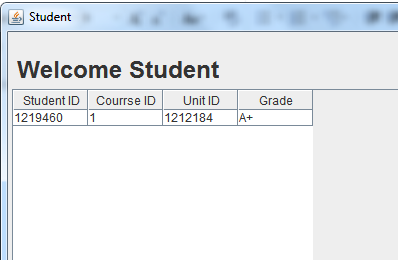 Student
Welcome Student
Student ID Courrse ID Unit ID Grade
1219460 1 1212184 A+